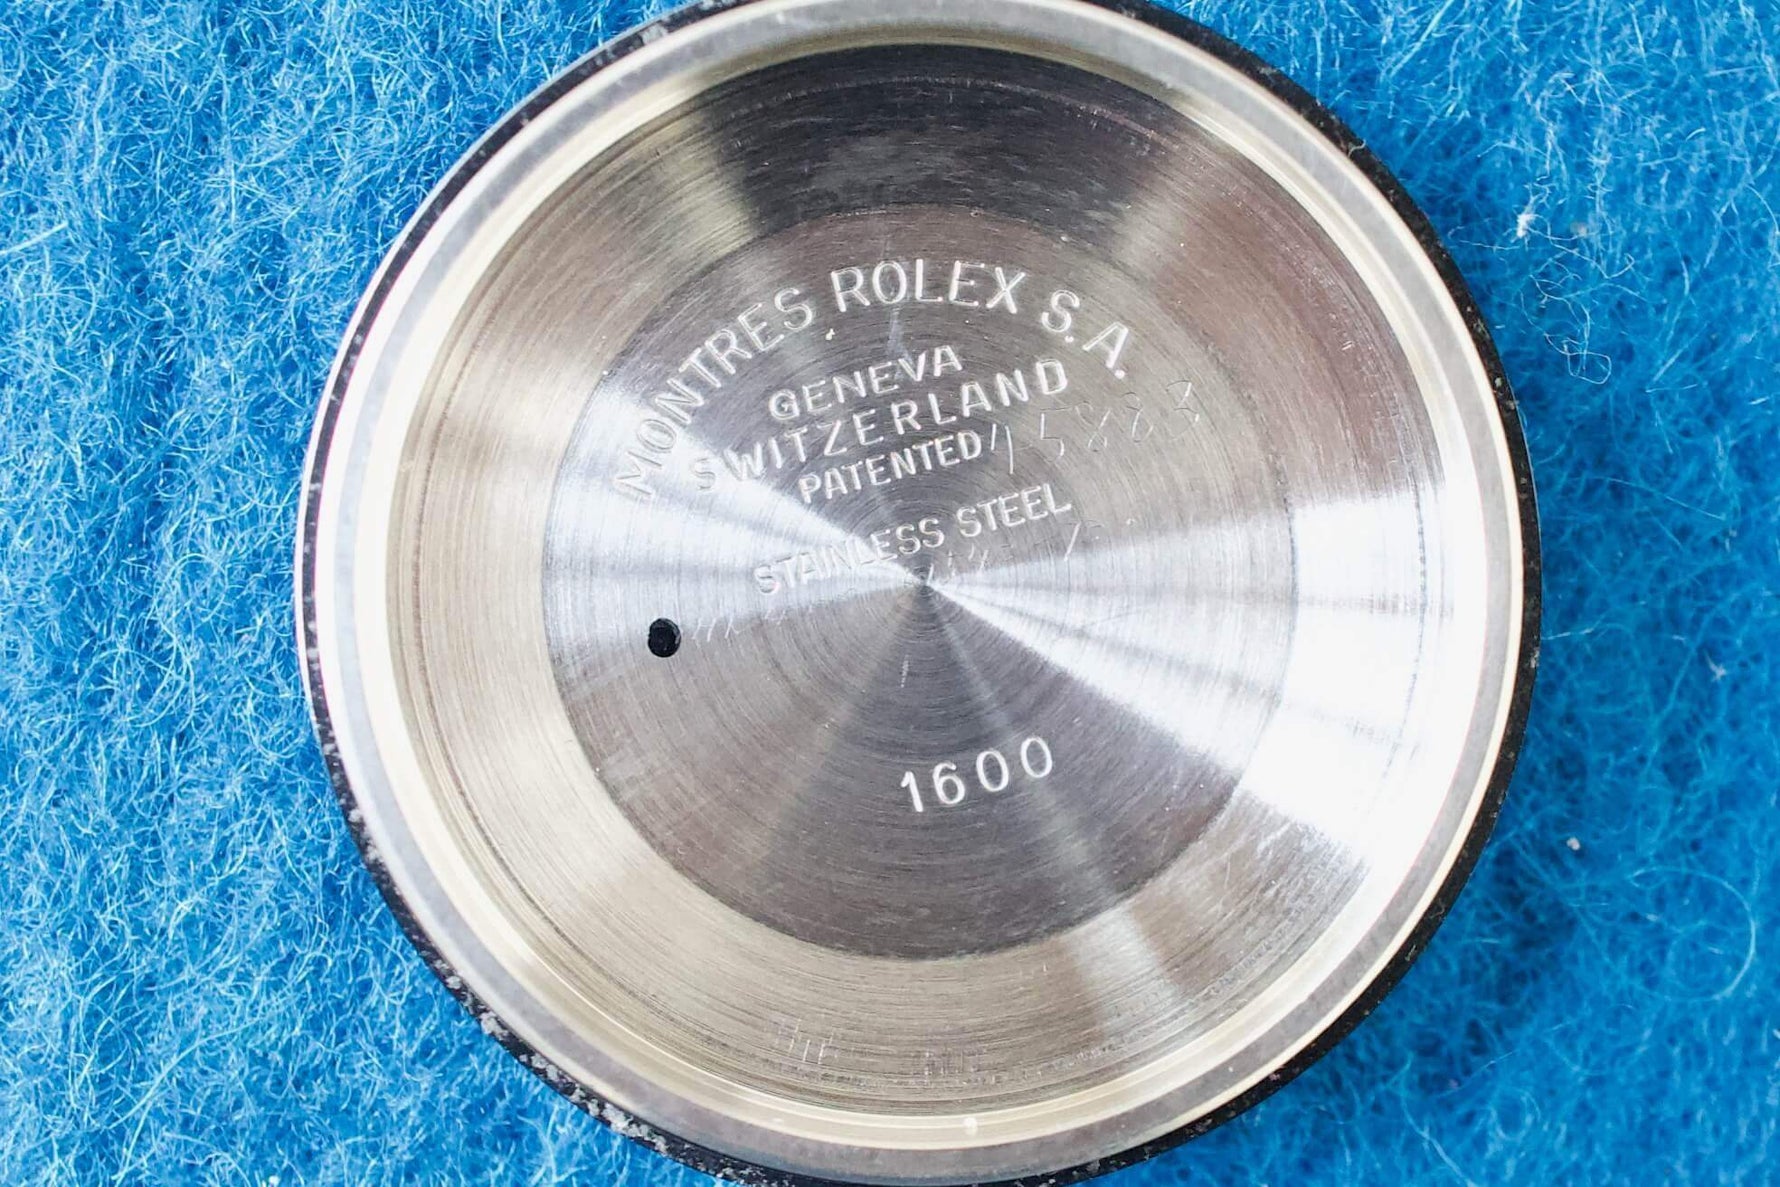 MONTRES ROLEX S.A.
GENEVA
SWITZERLAND
PATENTED
STAINLESS STEEL
1600